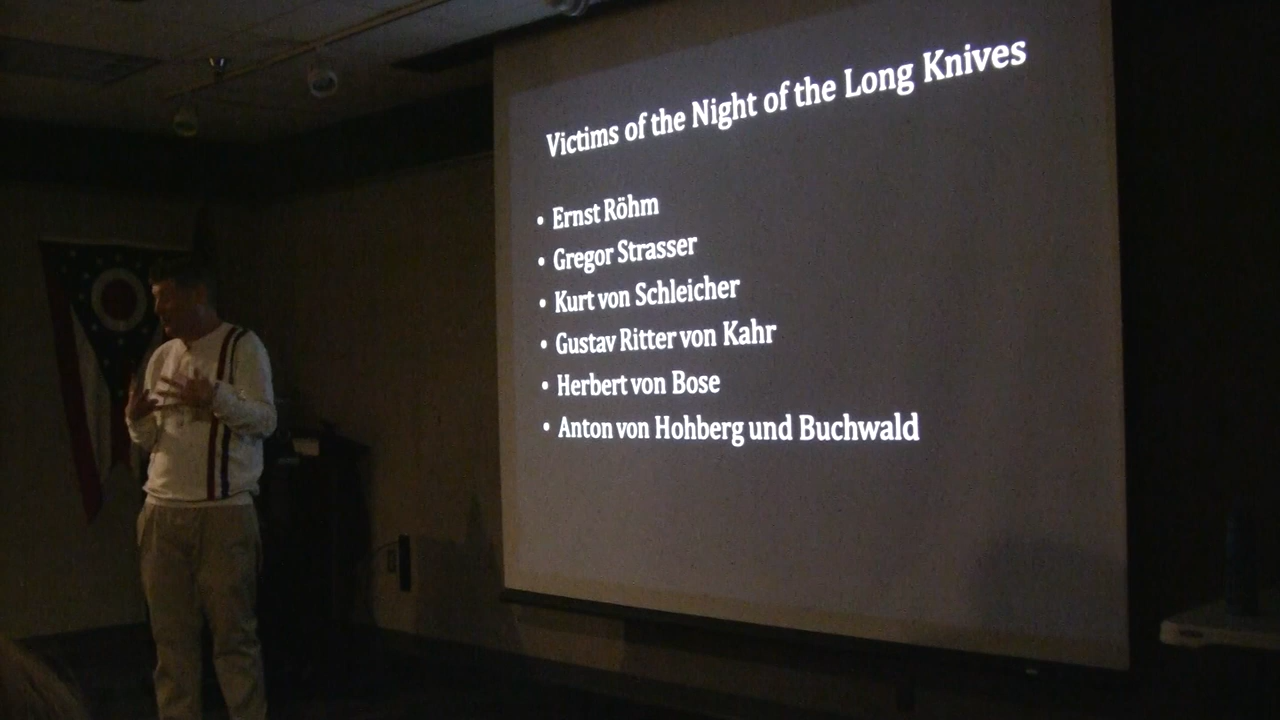 Victims of the Night of the Long Knives
• Ernst Röhm
• Gregor Strasser
• Kurt von Schleicher
• Gustav Ritter von Kahr
• Herbert von Bose
• Anton von Hohberg und Buchwald